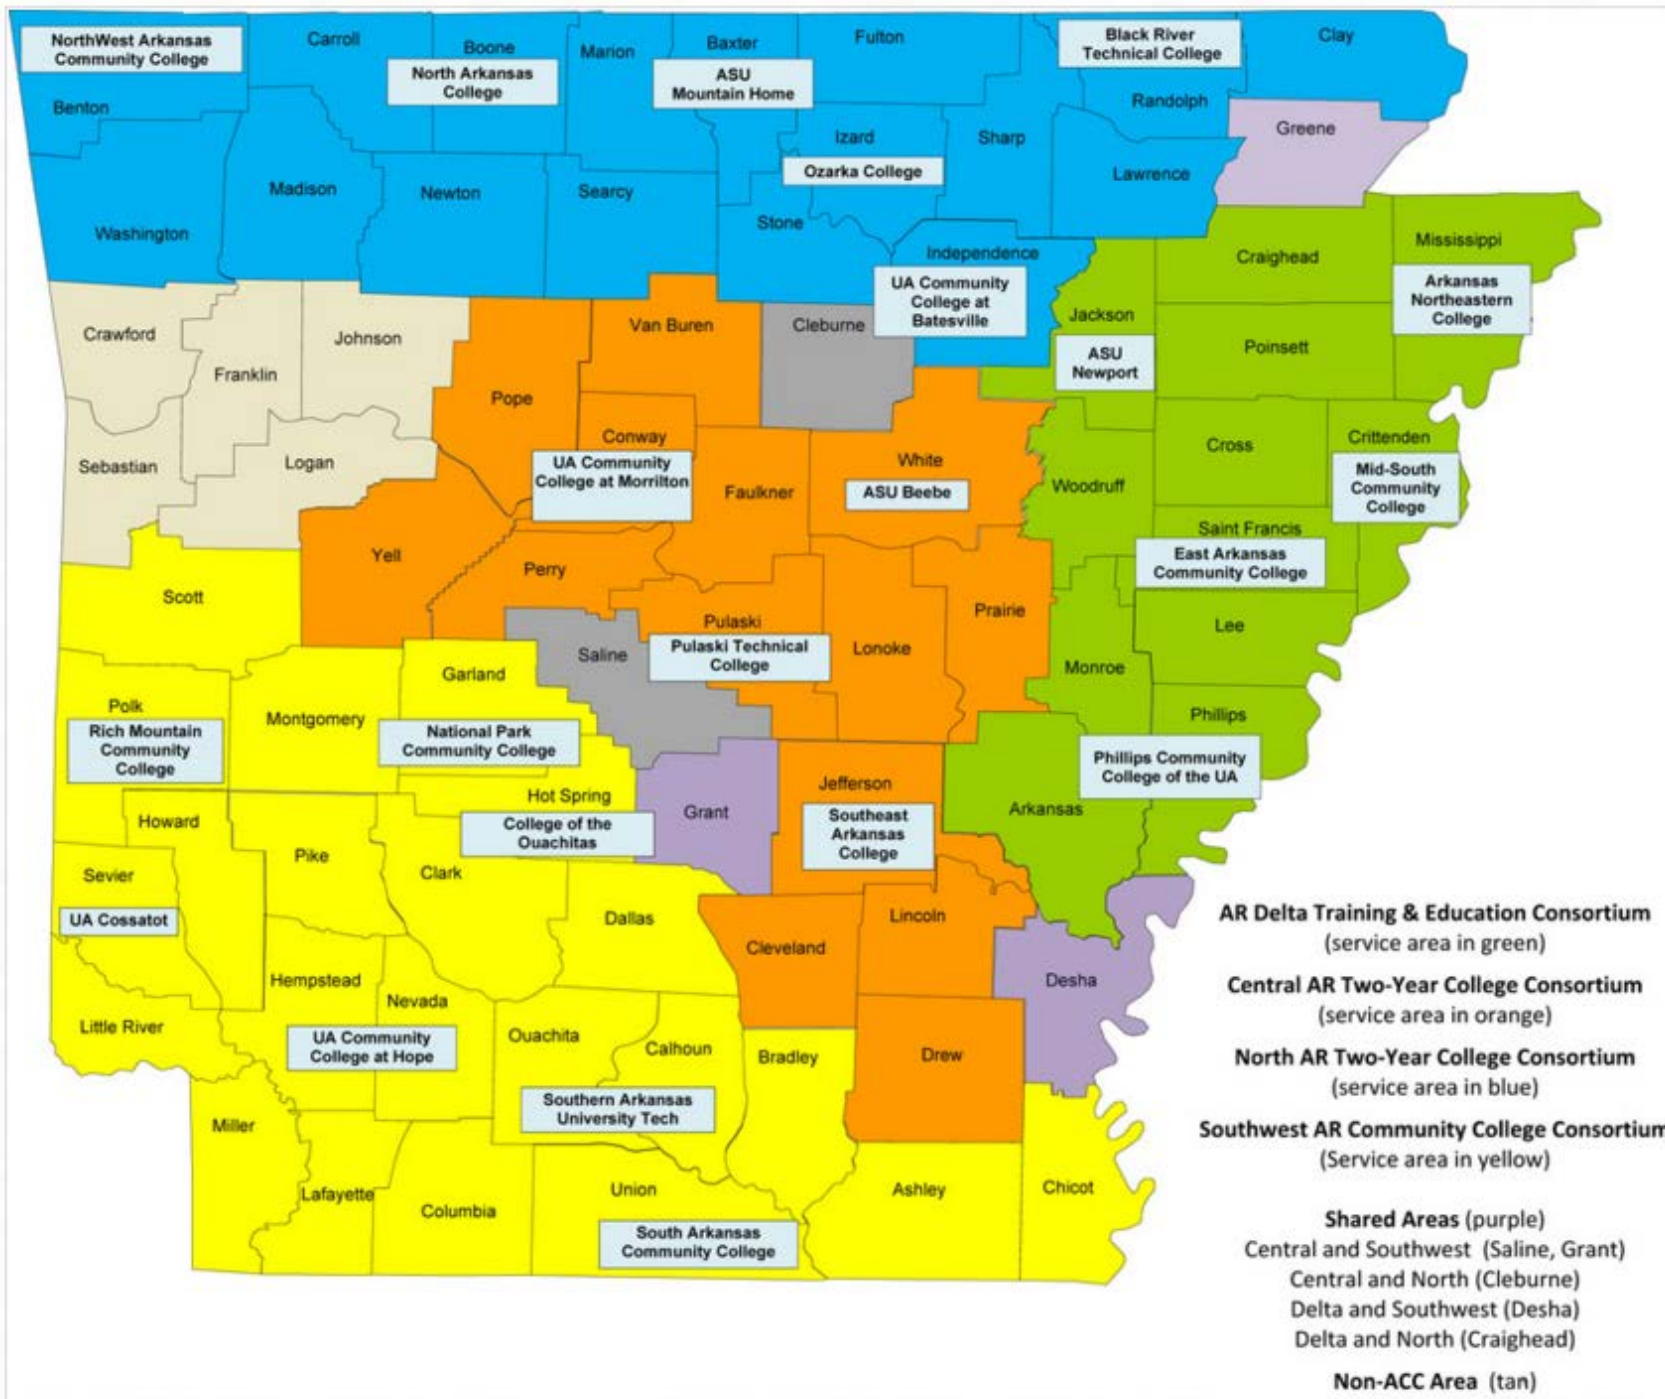 NorthWest Arkansas
Community College
Benton
Carroll
Boone
North Arkansas
College
Marion
Baxter
ASU
Mountain Home
Fulton
Black River
Technical College
Randolph
Clay
Greene
Washington
Madison
Newton
Searcy
Stone
Izard
Ozarka College
Sharp
Lawrence
Independence
UA Community
College at
Batesville
Craighead
Mississippi
Arkansas
Northeastern
College
Jackson
ASU
Newport
Poinsett
Crawford
Franklin
Johnson
Sebastian
Logan
Pope
Van Buren
Cleburne
Conway
UA Community
College at Morrilton
Faulkner
White
ASU Beebe
Woodruff
Cross
Crittenden
Mid-South
Community
College
Saint Francis
East Arkansas
Community College
Scott
Yell
Perry
Saline
Pulaski
Pulaski Technical
College
Lonoke
Prairie
Monroe
Lee
Phillips
Phillips Community
College of the UA
Polk
Rich Mountain
Community
College
Montgomery
Garland
National Park
Community College
Hot Spring
College of the
Ouachitas
Grant
Jefferson
Southeast
Arkansas
College
Arkansas
Howard
Sevier
UA Cossatot
Pike
Clark
Dallas
Cleveland
Lincoln
Desha
Little River
Hempstead
Nevada
UA Community
College at Hope
Ouachita
Calhoun
Southern Arkansas
University Tech
Bradley
Drew
Miller
Lafayette
Columbia
Union
South Arkansas
Community College
Ashley
Chicot
AR Delta Training & Education Consortium
(service area in green)
Central AR Two-Year College Consortium
(service area in orange)
North AR Two-Year College Consortium
(service area in blue)
Southwest AR Community College Consortium
(Service area in yellow)
Shared Areas (purple)
Central and Southwest (Saline, Grant)
Central and North (Cleburne)
Delta and Southwest (Desha)
Delta and North (Craighead)
Non-ACC Area (tan)